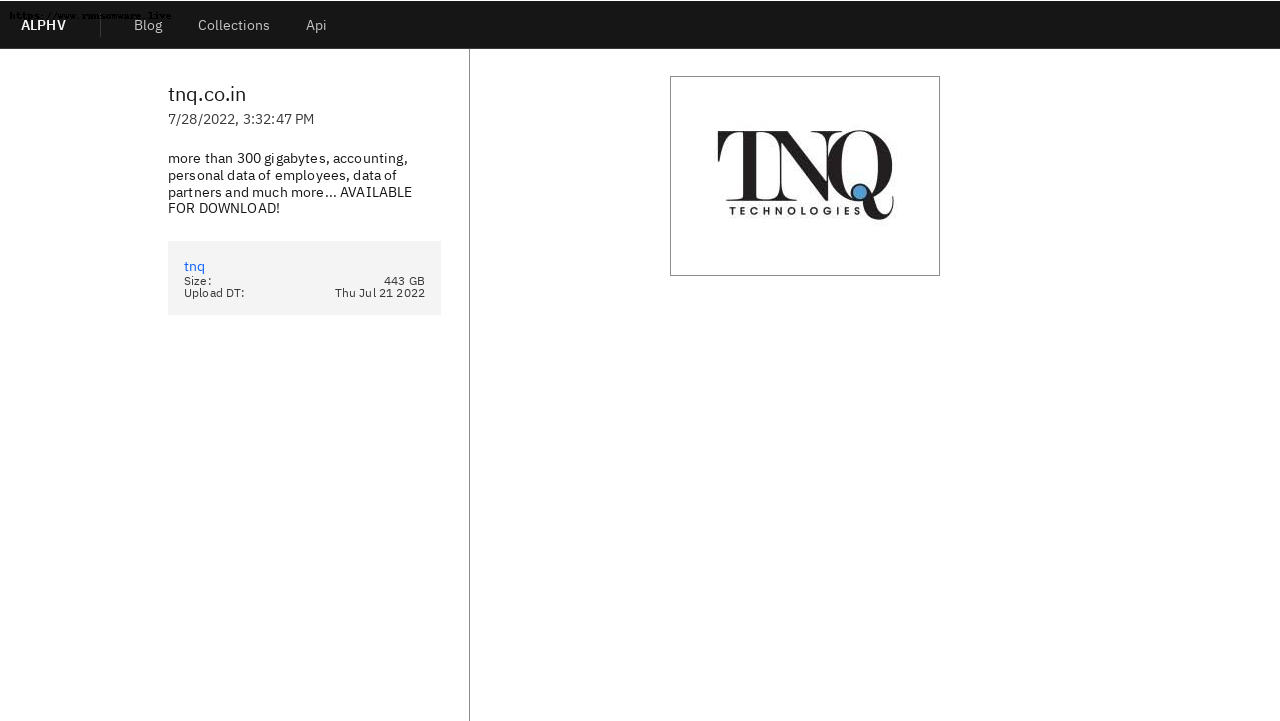 https://www.ransomware.live
ALPHV
Blog
Collections
Api
tnq.co.in
7/28/2022, 3:32:47 PM
more than 300 gigabytes, accounting,
personal data of employees, data of
partners and much more... AVAILABLE
FOR DOWNLOAD!
tnq
Size: 443 GB
Upload DT: Thu Jul 21 2022
TNQ
TECHNOLOGIES